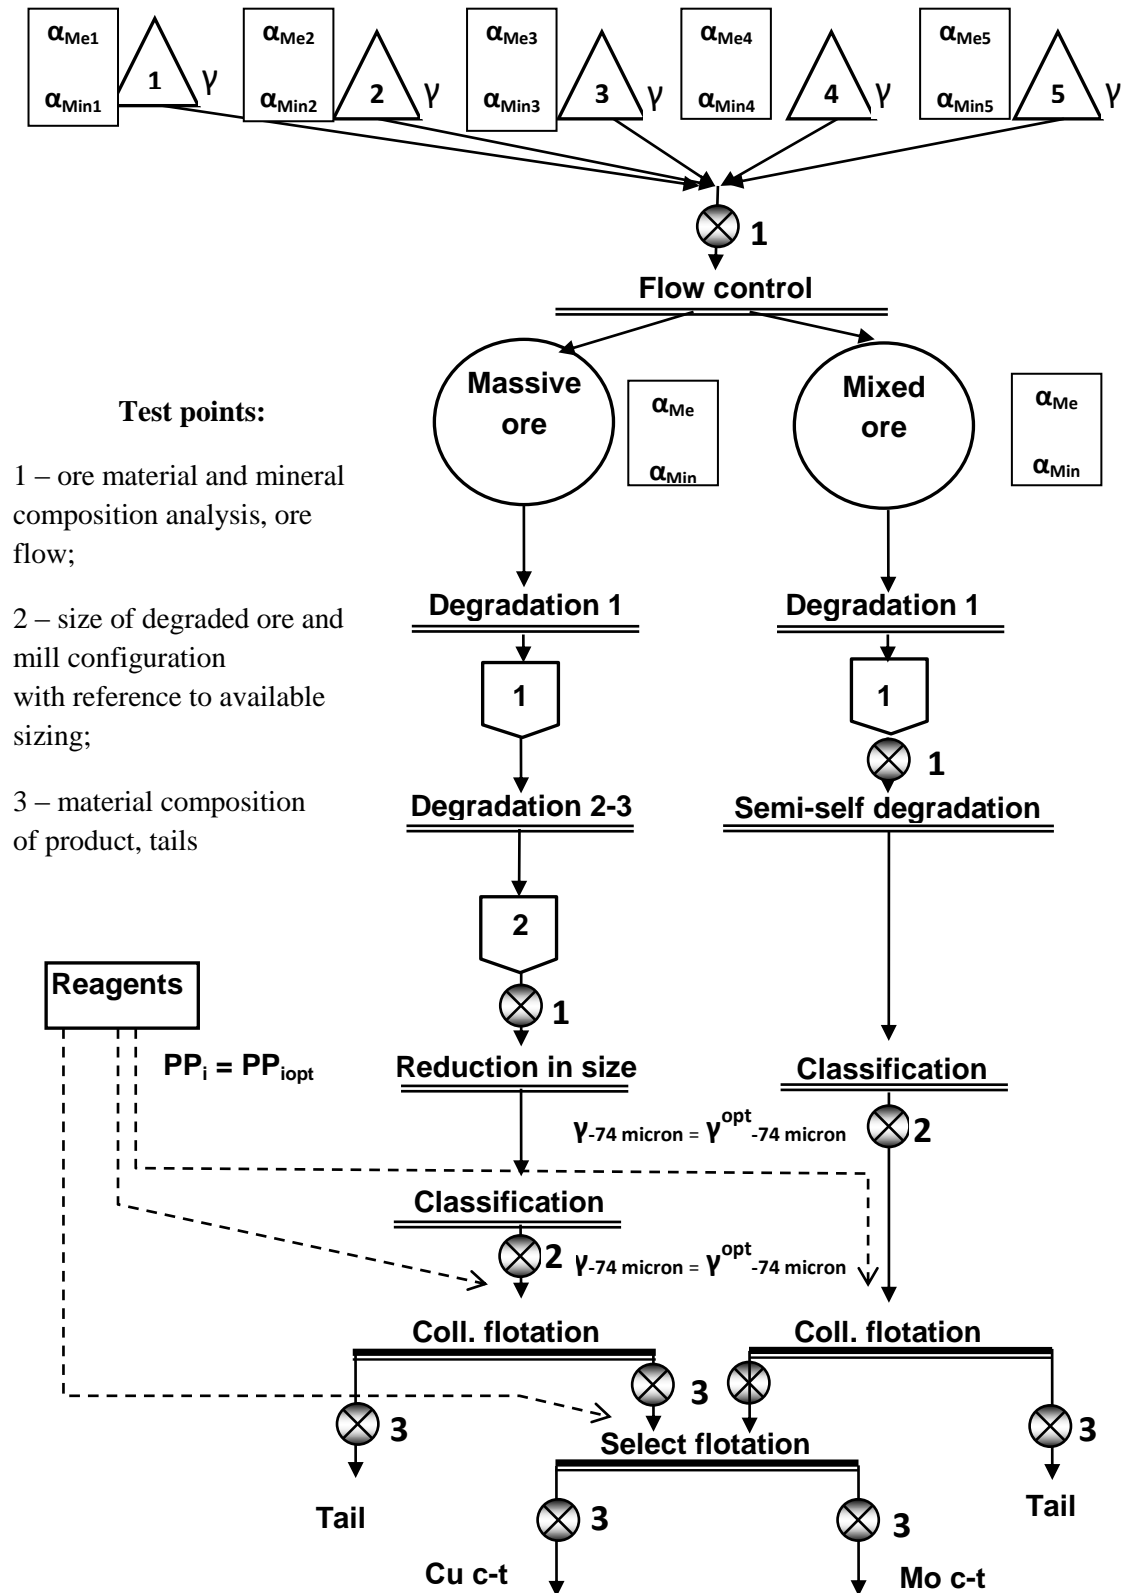 αMe1 αMe2 αMe3 αMe4 αMe5
1 γ 2 γ 3 γ 4 γ 5 γ
αMin1 αMin2 αMin3 αMin4 αMin5
1
Flow control
Massive ore
αMe
αMin
Mixed ore
αMe
αMin
Test points:
1 – ore material and mineral
composition analysis, ore
flow;
2 – size of degraded ore and
mill configuration
with reference to available
sizing;
3 – material composition
of product, tails
Degradation 1 Degradation 1
1 1
1
Degradation 2-3 Semi-self degradation
2
Reagents
1
PPi = PPiopt
Reduction in size Classification
γ-74 micron = γopt-74 micron 2
Classification
2 γ-74 micron = γopt-74 micron
Coll. flotation Coll. flotation
3
3 3
Select flotation
Tail Tail
3 3
Cu c-t Mo c-t